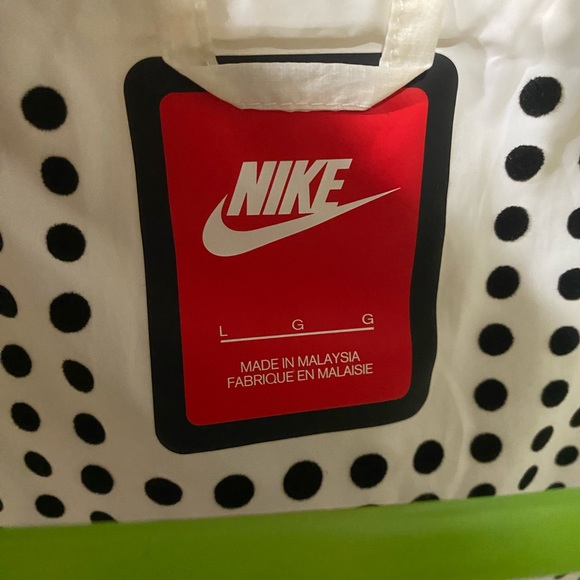 NIKE
L G G
MADE IN MALAYSIA
FABRIQUE EN MALAISIE